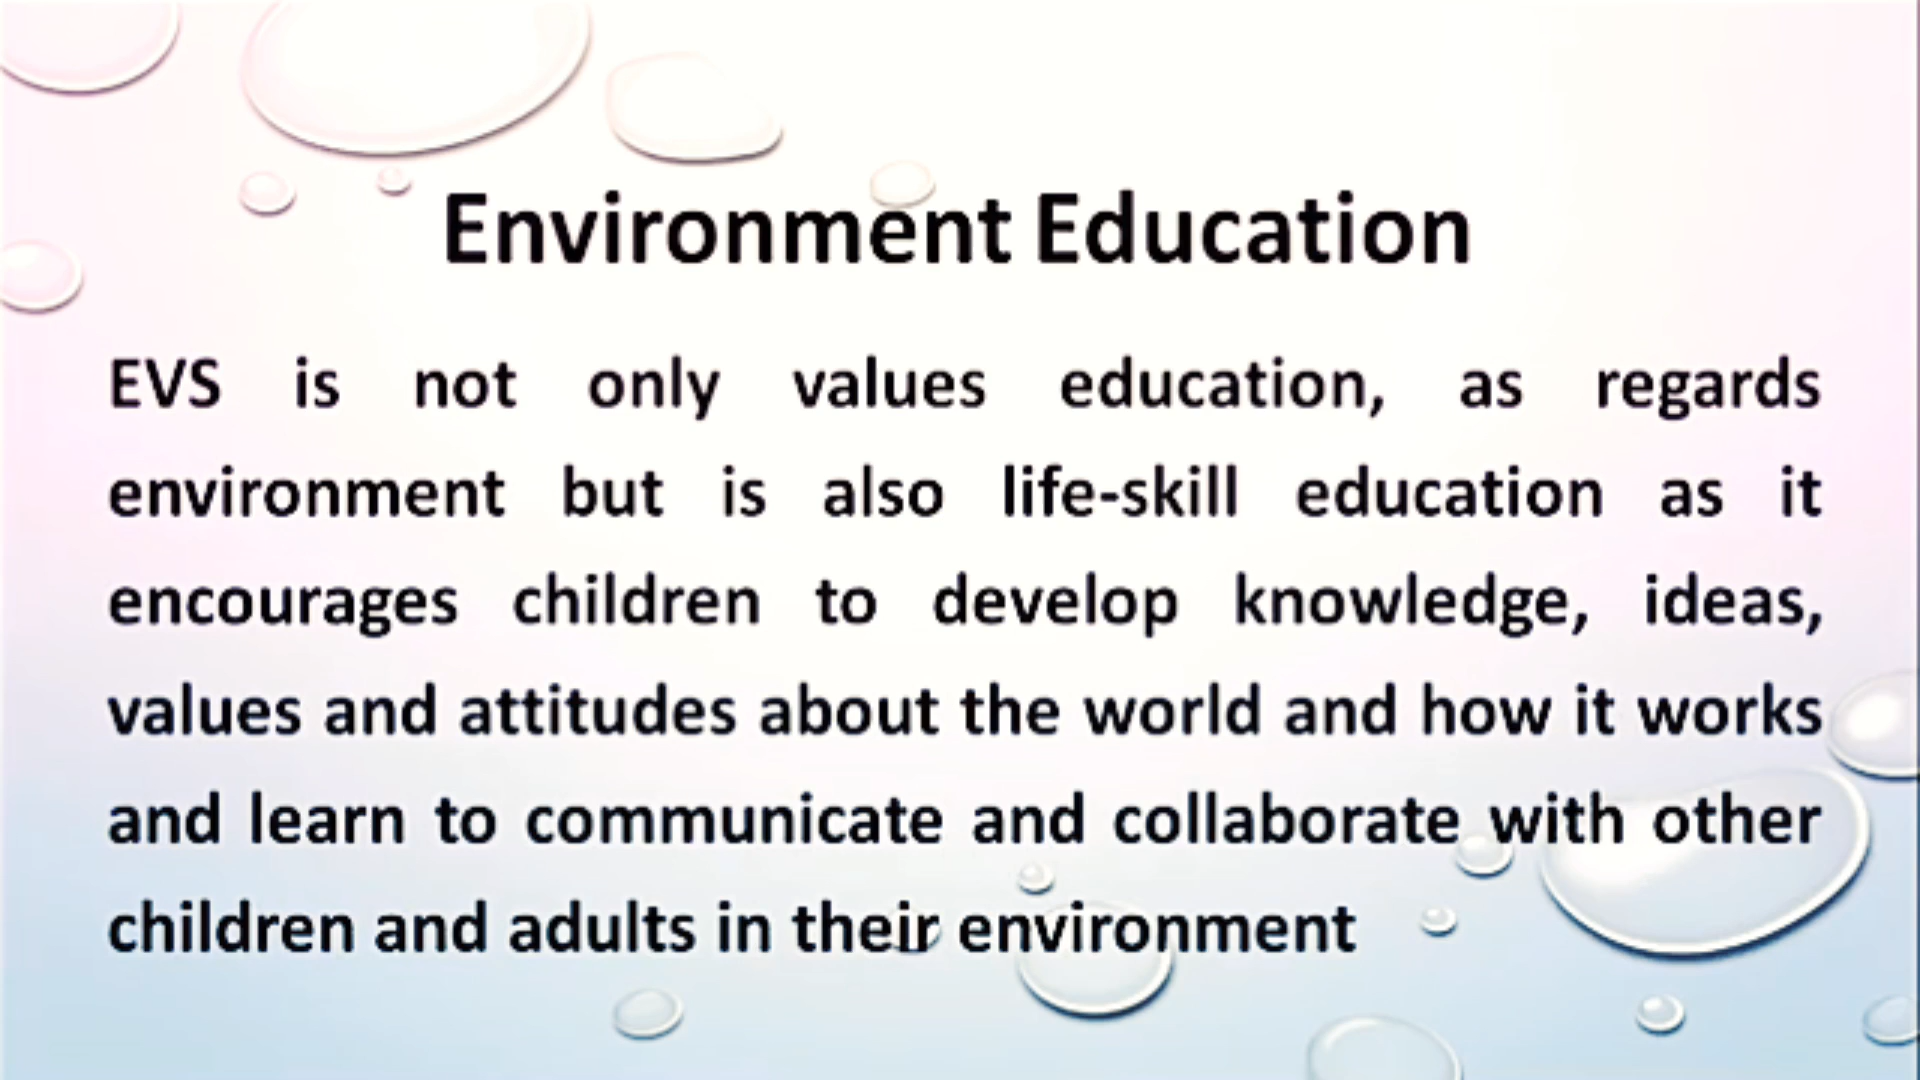 Environment Education
EVS is not only values education, as regards
environment but is also life-skill education as it
encourages children to develop knowledge, ideas,
values and attitudes about the world and how it works
and learn to communicate and collaborate with other
children and adults in their environment